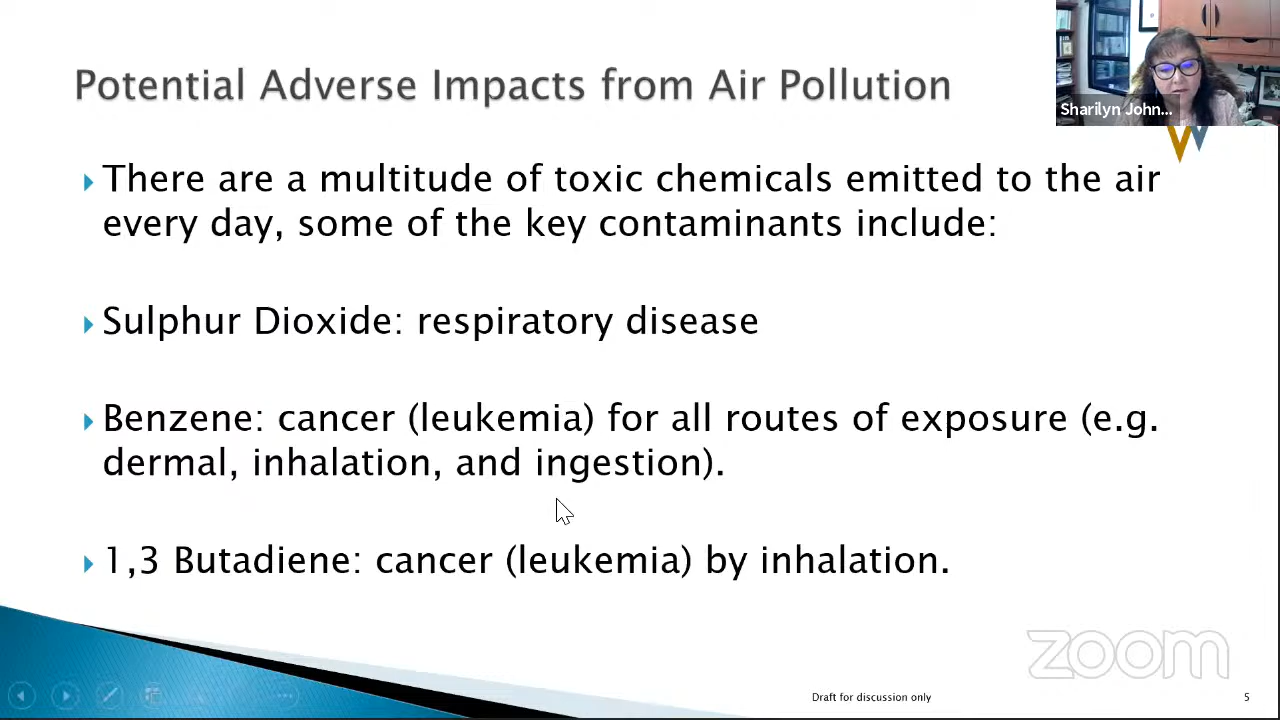 Potential Adverse Impacts from Air Pollution
Sharilyn John...
There are a multitude of toxic chemicals emitted to the air
every day, some of the key contaminants include:
Sulphur Dioxide: respiratory disease
Benzene: cancer (leukemia) for all routes of exposure (e.g.
dermal, inhalation, and ingestion).
1,3 Butadiene: cancer (leukemia) by inhalation.
zoom
Draft for discussion only
5